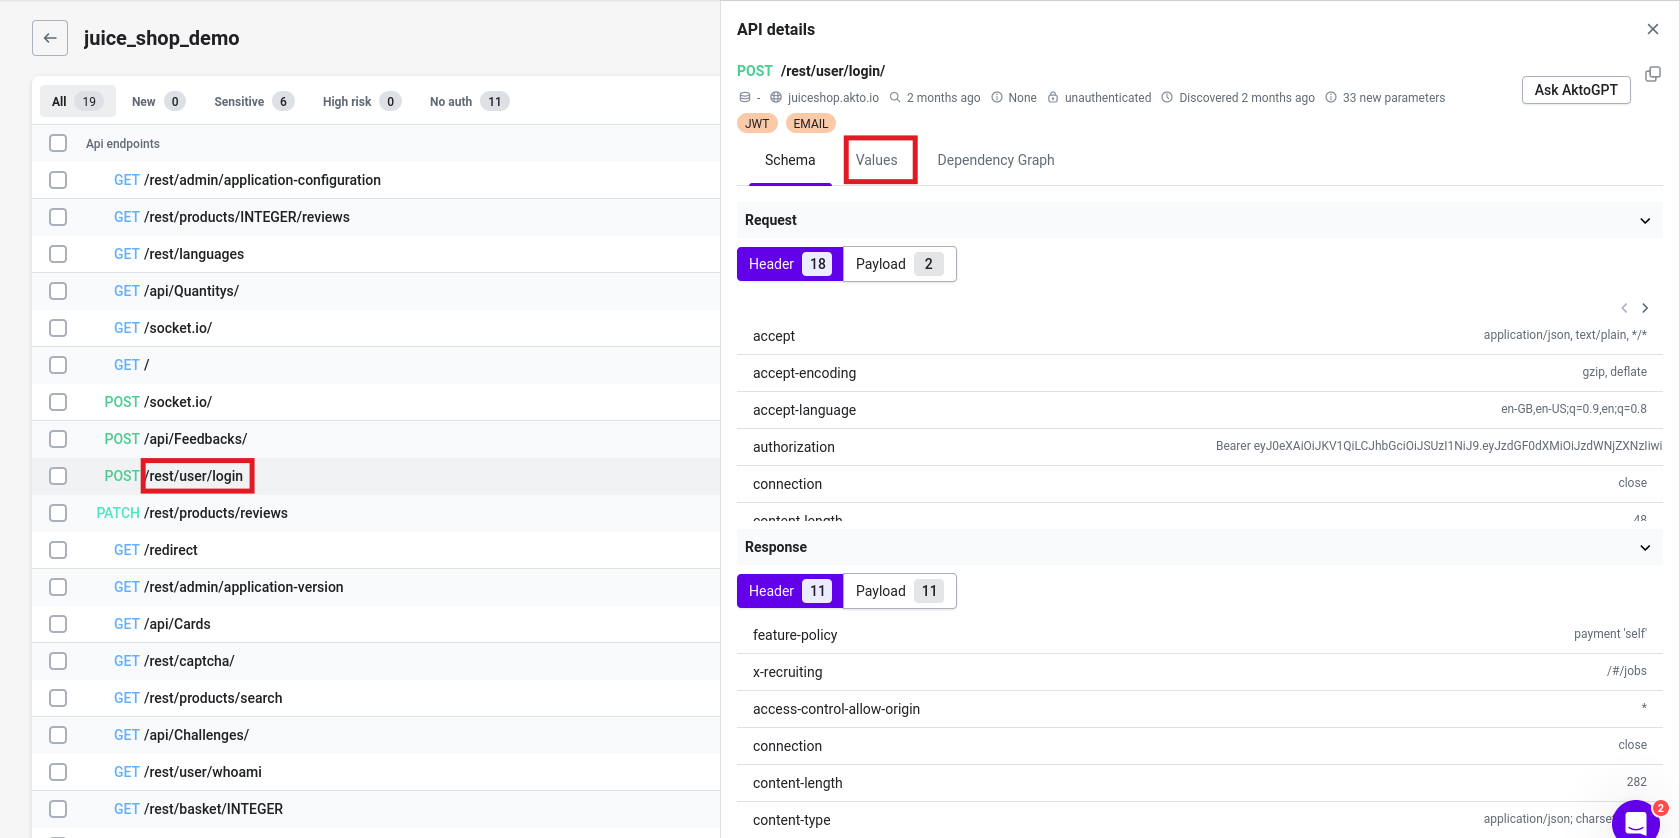 juice_shop_demo
All 19 New 0 Sensitive 6 High risk 0 No auth 11
Api endpoints
GET /rest/admin/application-configuration
GET /rest/products/INTEGER/reviews
GET /rest/languages
GET /api/Quantitys/
GET /socket.io/
GET /
POST /socket.io/
POST /api/Feedbacks/
POST /rest/user/login
PATCH /rest/products/reviews
GET /redirect
GET /rest/admin/application-version
GET /api/Cards
GET /rest/captcha/
GET /rest/products/search
GET /api/Challenges/
GET /rest/user/whoami
GET /rest/basket/INTEGER
API details
POST /rest/user/login/
- juiceshop.akto.io 2 months ago None unauthenticated Discovered 2 months ago 33 new parameters
Ask AktoGPT
JWT EMAIL
Schema Values Dependency Graph
Request
Header 18 Payload 2
accept application/json, text/plain, */*
accept-encoding gzip, deflate
accept-language en-GB,en-US;q=0.9,en;q=0.8
authorization Bearer eyJ0eXAiOiJKV1QiLCJhbGciOiJSUzI1NiJ9.eyJzdGF0dXMiOiJzdWNjZXNzIiwi
connection close
content-length 48
Response
Header 11 Payload 11
feature-policy payment 'self'
x-recruiting /#/jobs
access-control-allow-origin *
connection close
content-length 282
content-type application/json; charse
2